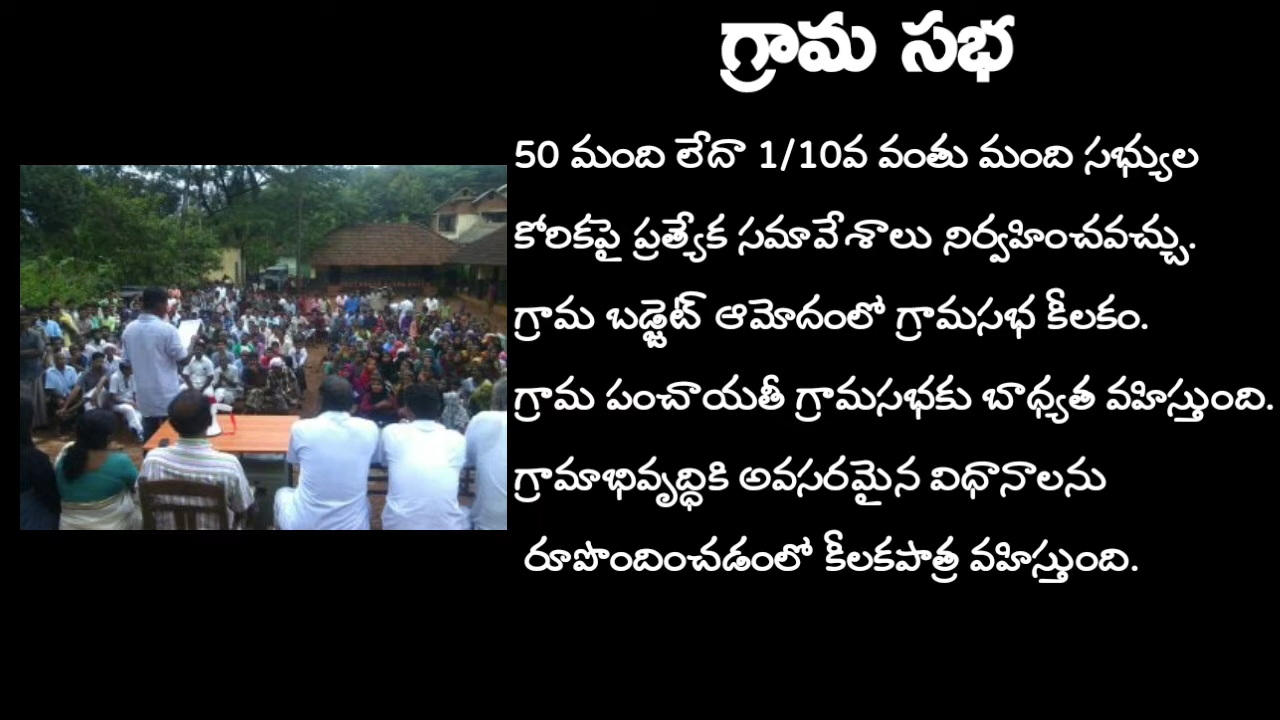 గ్రామ సభ
50 మంది లేదా 1/10వ వంతు మంది సభ్యుల
కోరికపై ప్రత్యేక సమావేశాలు నిర్వహించవచ్చు.
గ్రామ బడ్జెట్ ఆమోదంలో గ్రామసభ కీలకం.
గ్రామ పంచాయతీ గ్రామసభకు బాధ్యత వహిస్తుంది.
గ్రామాభివృద్ధికి అవసరమైన విధానాలను
రూపొందించడంలో కీలకపాత్ర వహిస్తుంది.